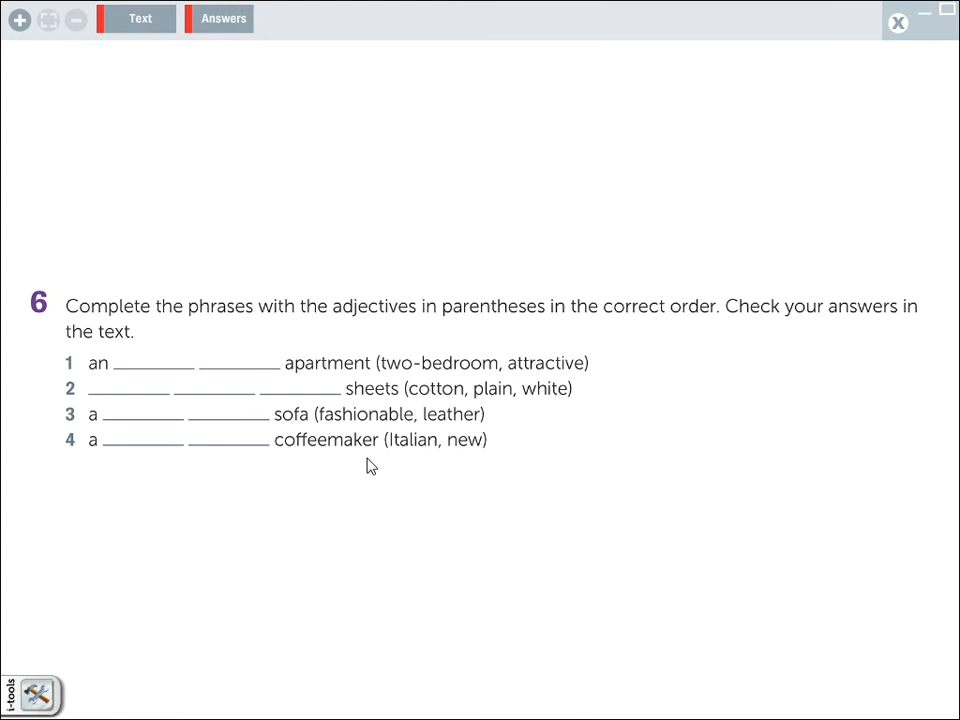 Text Answers X
6 Complete the phrases with the adjectives in parentheses in the correct order. Check your answers in
the text.
1 an ________ ________ apartment (two-bedroom, attractive)
2 ________ ________ ________ sheets (cotton, plain, white)
3 a ________ ________ sofa (fashionable, leather)
4 a ________ ________ coffeemaker (Italian, new)
i-tools